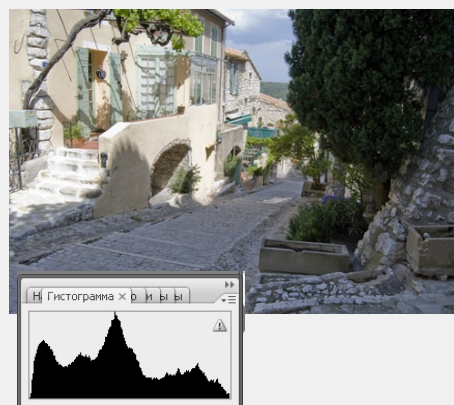 Н Гистограмма × о и ы ы